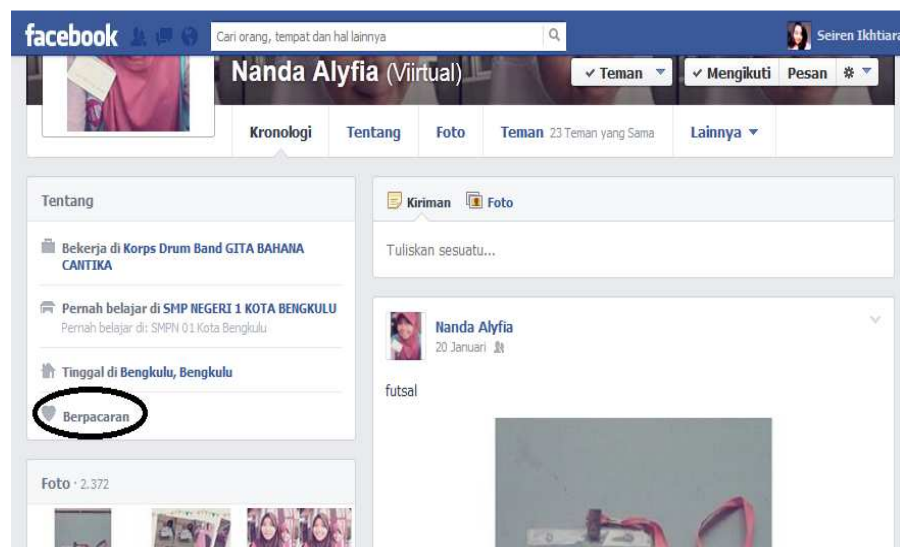 facebook
Cari orang, tempat dan hal lainnya
Seiren Ikhtiara
Nanda Alyfia (Viirtual)
Teman
Mengikuti
Pesan
Kronologi
Tentang
Foto
Teman 23 Teman yang Sama
Lainnya
Tentang
Bekerja di Korps Drum Band GITA BAHANA
CANTIKA
Pernah belajar di SMP NEGERI 1 KOTA BENGKULU
Pernah belajar di: SMPN 01 Kota Bengkulu
Tinggal di Bengkulu, Bengkulu
Berpacaran
Foto · 2.372
Kiriman
Foto
Tuliskan sesuatu...
Nanda Alyfia
20 Januari
futsal